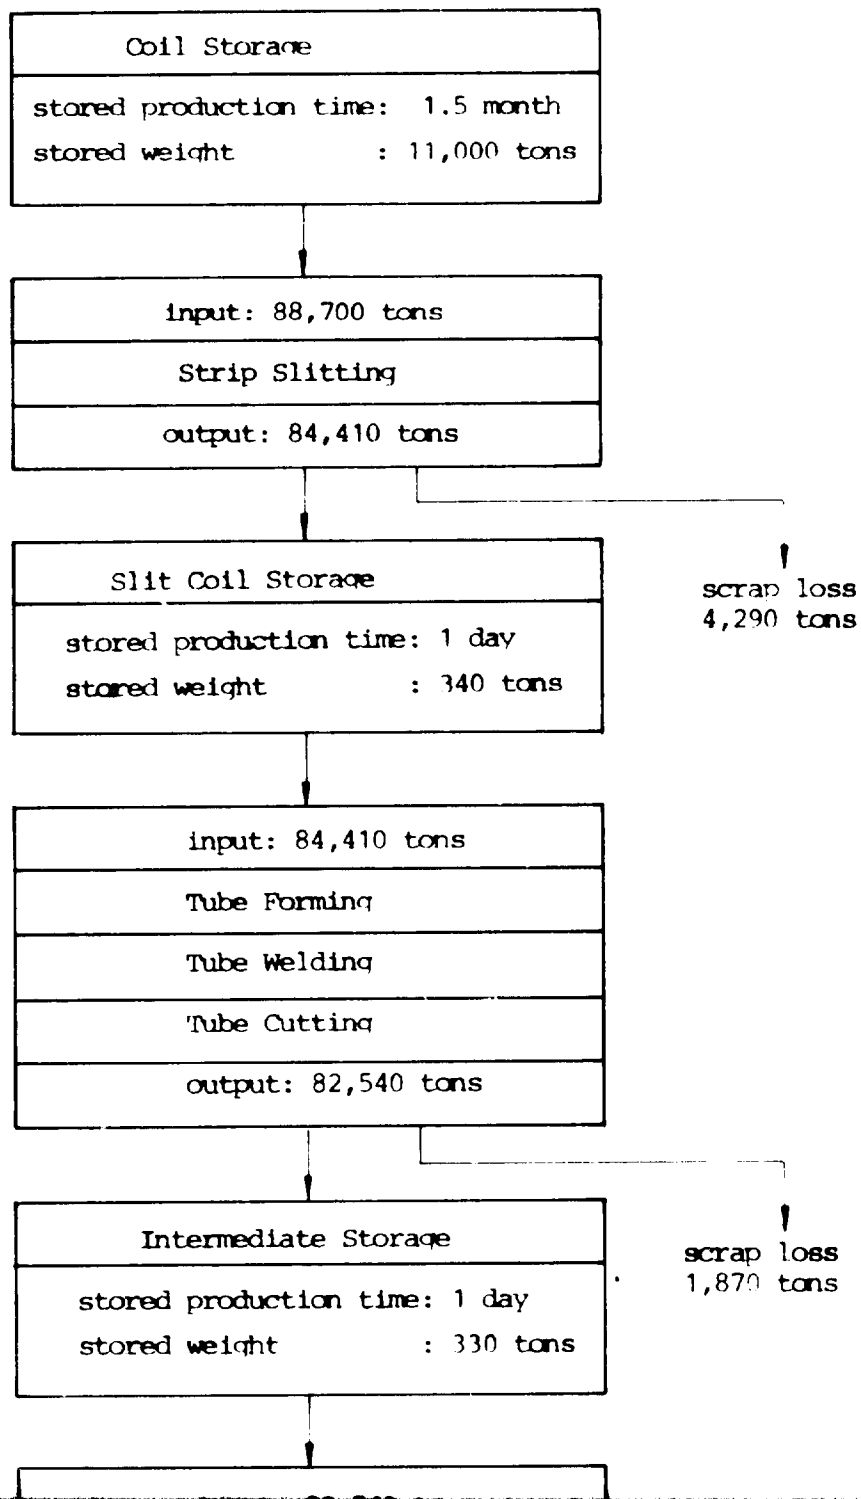 Coil Storage
stored production time: 1.5 month
stored weight : 11,000 tons
input: 88,700 tons
Strip Slitting
output: 84,410 tons
Slit Coil Storage
stored production time: 1 day
stored weight : 340 tons
scrap loss
4,290 tons
input: 84,410 tons
Tube Forming
Tube Welding
Tube Cutting
output: 82,540 tons
Intermediate Storage
stored production time: 1 day
stored weight : 330 tons
scrap loss
1,870 tons